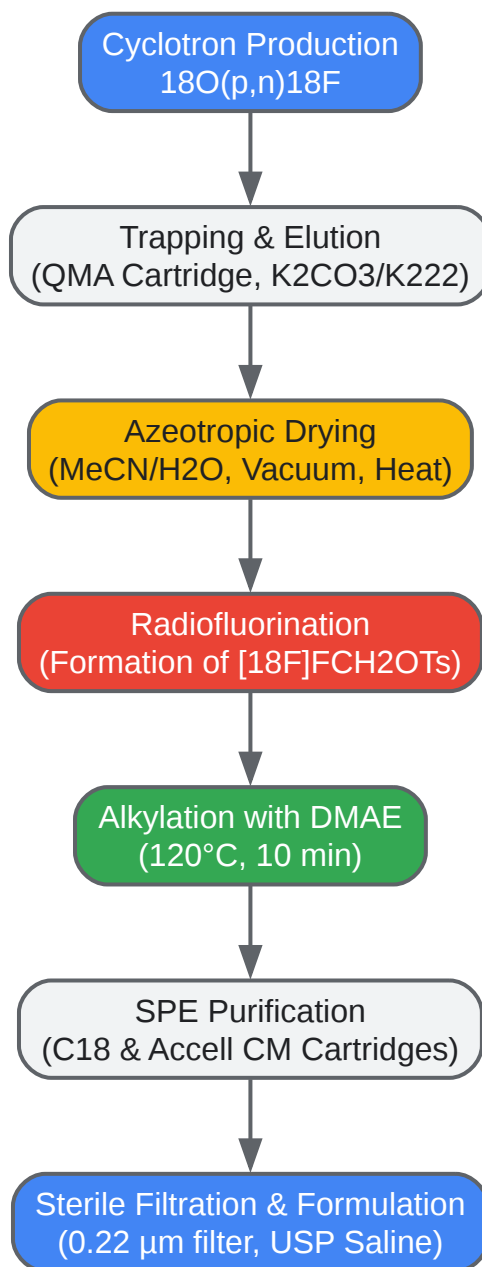 Cyclotron Production
18O(p,n)18F
Trapping & Elution
(QMA Cartridge, K2CO3/K222)
Azeotropic Drying
(MeCN/H2O, Vacuum, Heat)
Radiofluorination
(Formation of [18F]FCH2OTs)
Alkylation with DMAE
(120°C, 10 min)
SPE Purification
(C18 & Accell CM Cartridges)
Sterile Filtration & Formulation
(0.22 µm filter, USP Saline)